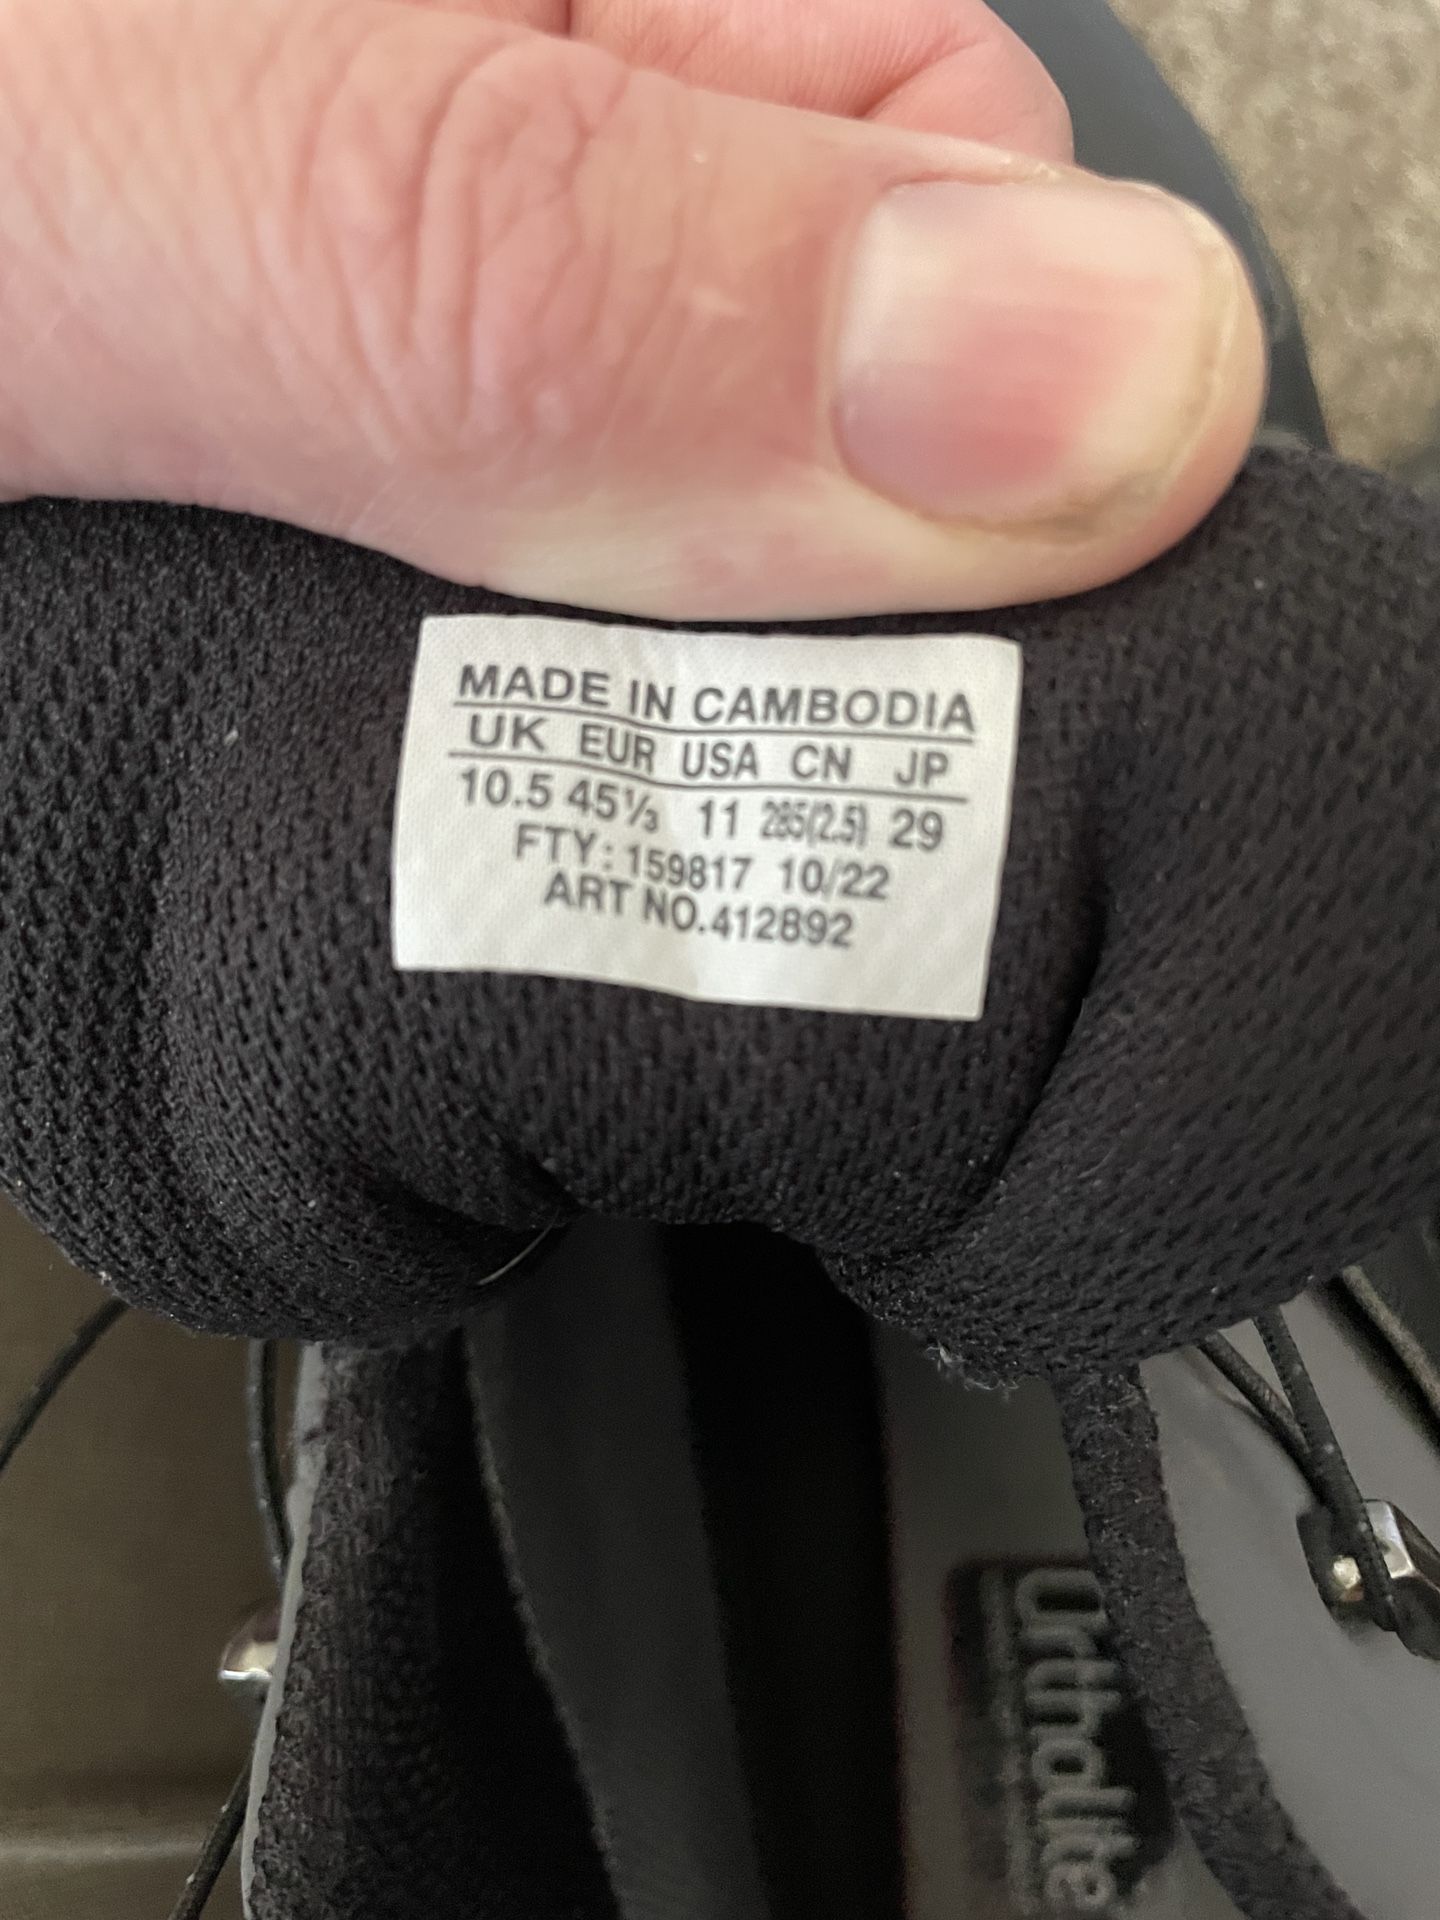 MADE IN CAMBODIA
UK EUR USA CN JP
10.5 45⅓ 11 285(2.5) 29
FTY: 159817 10/22
ART NO.412892
Ortholite